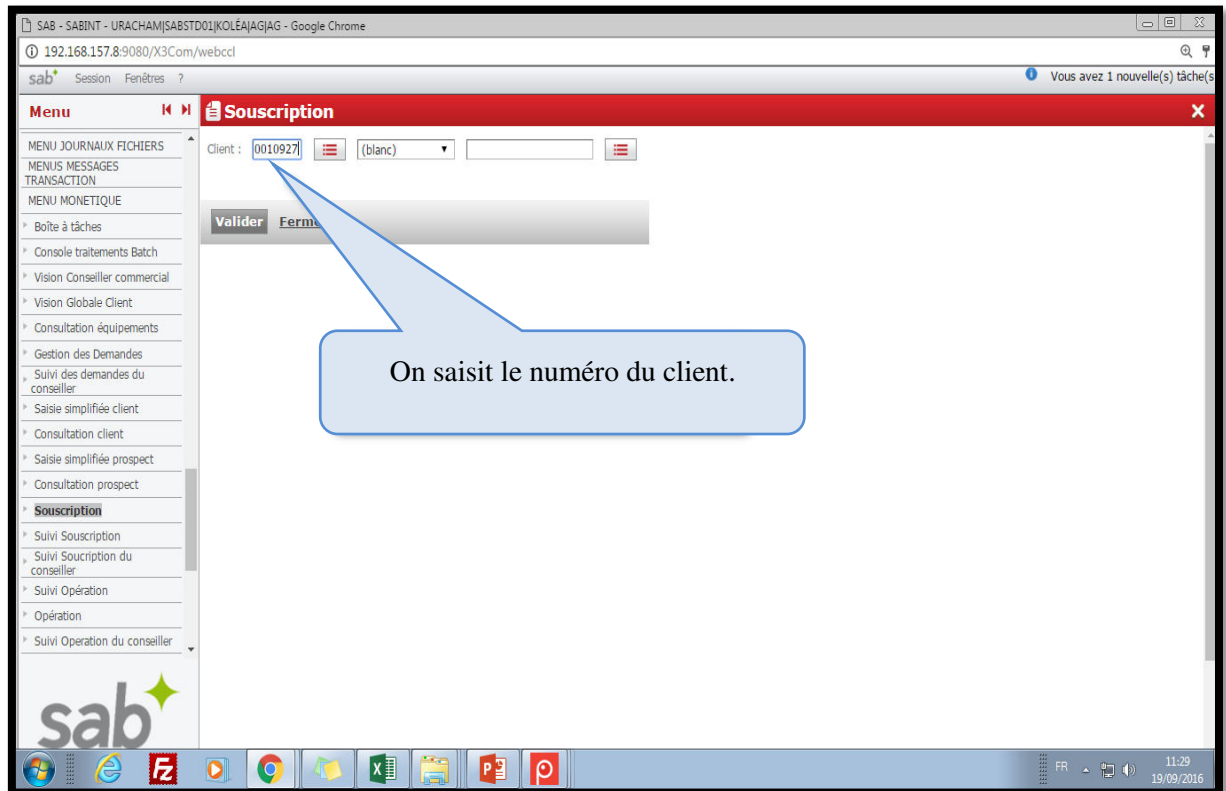 SAB - SABINT - URACHAM|SABSTD01|KOLÉA|AG|AG - Google Chrome
192.168.157.8:9080/X3Com/webccl
sab Session Fenêtres ?
Vous avez 1 nouvelle(s) tâche(s
Menu
Souscription
MENU JOURNAUX FICHIERS
MENUS MESSAGES
TRANSACTION
MENU MONETIQUE
Boîte à tâches
Console traitements Batch
Vision Conseiller commercial
Vision Globale Client
Consultation équipements
Gestion des Demandes
Suivi des demandes du
conseiller
Saisie simplifiée client
Consultation client
Saisie simplifiée prospect
Consultation prospect
Souscription
Suivi Souscription
Suivi Soucription du
conseiller
Suivi Opération
Opération
Suivi Operation du conseiller
sab
Client : 0010927 (blanc)
Valider Ferme
On saisit le numéro du client.
FR
11:29
19/09/2016